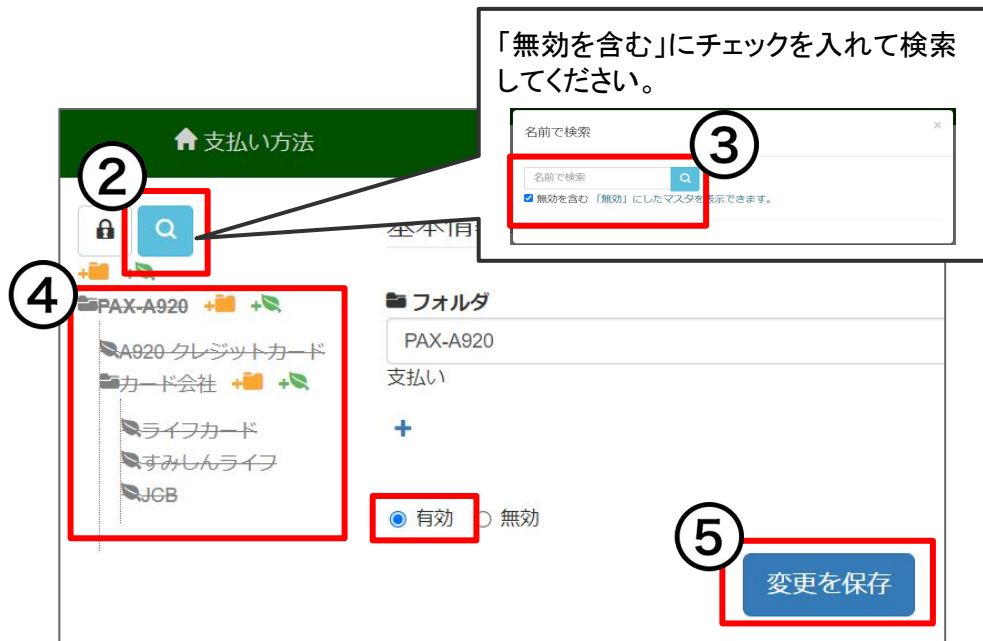 「無効を含む」にチェックを入れて検索
してください。
名前で検索
×
③
名前で検索
無効を含む 「無効」にしたマスタを表示できます。
支払い方法
②
基本情
④
PAX-A920
A920 クレジットカード
カード会社
ライフカード
すみしんライフ
JCB
フォルダ
PAX-A920
支払い
有効 無効
⑤
変更を保存